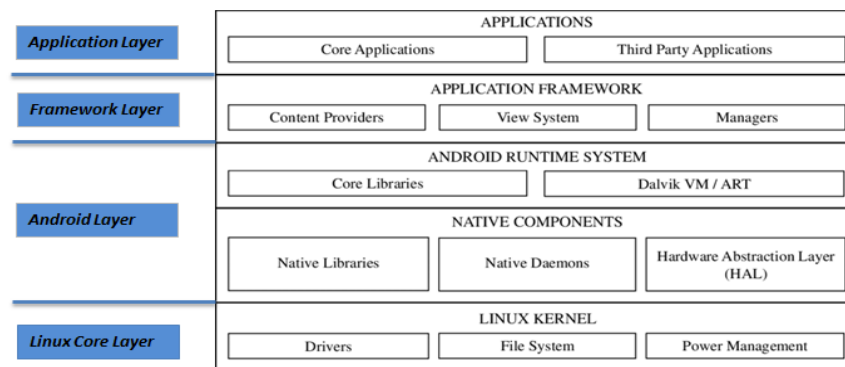 Application Layer
APPLICATIONS
Core Applications
Third Party Applications
Framework Layer
APPLICATION FRAMEWORK
Content Providers
View System
Managers
Android Layer
ANDROID RUNTIME SYSTEM
Core Libraries
Dalvik VM / ART
NATIVE COMPONENTS
Native Libraries
Native Daemons
Hardware Abstraction Layer
(HAL)
Linux Core Layer
LINUX KERNEL
Drivers
File System
Power Management